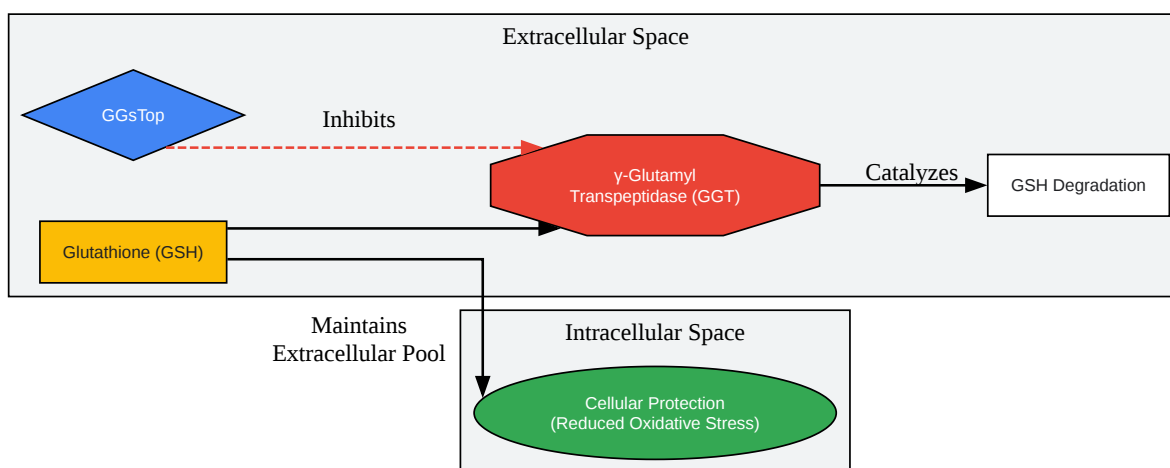 Extracellular Space
GGsTop
Inhibits
γ-Glutamyl
Transpeptidase (GGT)
Catalyzes
GSH Degradation
Glutathione (GSH)
Maintains
Extracellular Pool
Intracellular Space
Cellular Protection
(Reduced Oxidative Stress)